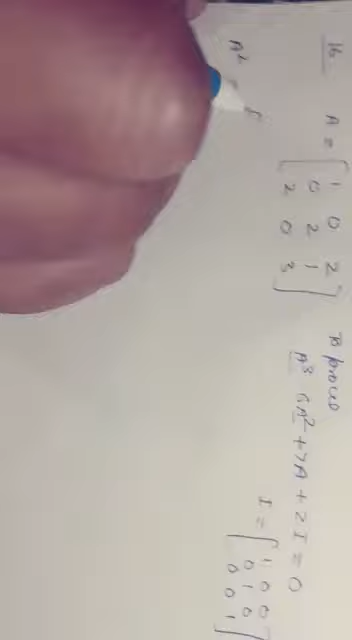 16 A = [ 1 0 2
0 2 1
2 0 3 ]
To prove
A³ 6A² + 7A + 2I = 0
I = [ 1 0 0
0 1 0
0 0 1 ]
A²